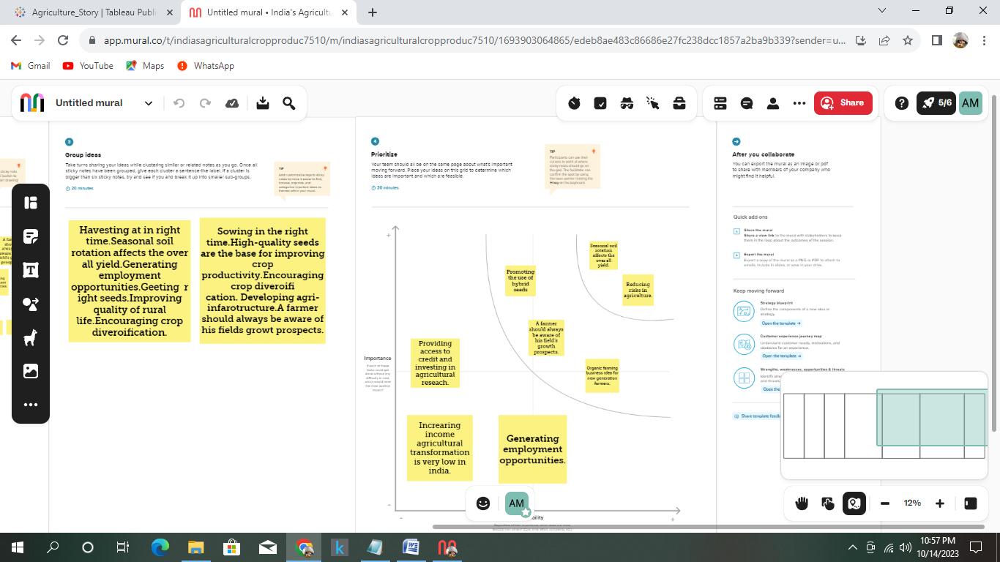 Agriculture_Story | Tableau Publi
Untitled mural • India's Agricultu
app.mural.co/t/indiasagriculturalcropproduc7510/m/indiasagriculturalcropproduc7510/1693903064865/edeb8ae483c86686e27fc238dcc1857a2ba9b339?sender=u...
Gmail
YouTube
Maps
WhatsApp
Untitled mural
Share
5/6
AM
3
Group ideas
Take turns sharing your ideas while clustering similar or related notes as you go. Once all
sticky notes have been grouped, give each cluster a sentence-like label. If a cluster is
bigger than six sticky notes, try and see if you and break it up into smaller sub-groups.
20 minutes
TIP
Add customizable tags to sticky
notes to make it easier to find,
browse, organize, and
categorize important ideas as
themes within your mural.
Havesting at in right
time.Seasonal soil
rotation affects the over
all yield.Generating
employment
opportunities.Geeting r
ight seeds.Improving
quality of rural
life.Encouraging crop
diveroification.
Sowing in the right
time.High-quality seeds
are the base for improving
crop
productivity.Encouraging
crop diveroifi
cation. Developing agri-
infarotructure.A farmer
should always be aware of
his fields growt prospects.
4
Prioritize
Your team should all be on the same page about what's important
moving forward. Place your ideas on this grid to determine which
ideas are important and which are feasible.
20 minutes
TIP
Participants can use their
cursors to point at where
sticky notes should go on
the grid. The facilitator can
confirm the spot by using
the laser pointer holding the
H key on the keyboard.
+
Seasonal soil
rotation
affects the
over all
yield.
Promoting
the use of
hybrid
seeds
Reducing
risks in
agriculture.
A farmer
should always
be aware of
his field's
growth
prospects.
Providing
access to
credit and
investing in
agricultural
reseach.
Importance
If each of these
tasks could get
done without any
difficulty or cost,
which would have
the most positive
impact?
Organic farming
business idea for
new generation
farmers.
Increaring
income
agricultural
transformation
is very low in
india.
Generating
employment
opportunities.
-
-
+
bility
AM
After you collaborate
You can export the mural as an image or pdf
to share with members of your company who
might find it helpful.
Quick add-ons
Share the mural
Share a view link to the mural with stakeholders to keep
them in the loop about the outcomes of the session.
Export the mural
Export a copy of the mural as a PNG or PDF to attach to
emails, include in slides, or save in your drive.
Keep moving forward
Strategy blueprint
Define the components of a new idea or
strategy.
Open the template
Customer experience journey map
Understand customer needs, motivations, and
obstacles for an experience.
Open the template
Strengths, weaknesses, opportunities & threats
Open the
Share template feedb
12%
10:57 PM
10/14/2023